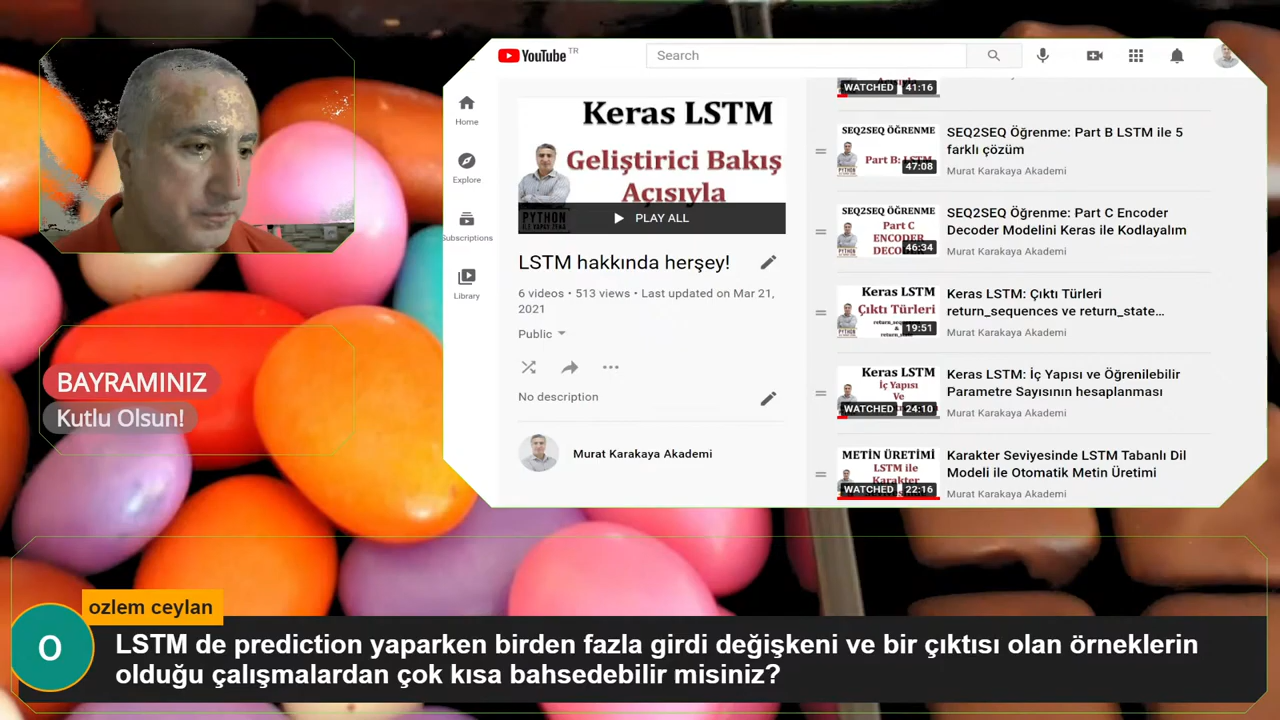 YouTube TR
Search
Home
Explore
Subscriptions
Library
Keras LSTM
Geliştirici Bakış
Açısıyla
PYTHON
PLAY ALL
LSTM hakkında herşey!
6 videos • 513 views • Last updated on Mar 21,
2021
Public
No description
Murat Karakaya Akademi
WATCHED 41:16
SEQ2SEQ ÖĞRENME
Part B: LSTM
47:08
SEQ2SEQ Öğrenme: Part B LSTM ile 5
farklı çözüm
Murat Karakaya Akademi
SEQ2SEQ ÖĞRENME
Part C
ENCODER
46:34
SEQ2SEQ Öğrenme: Part C Encoder
Decoder Modelini Keras ile Kodlayalım
Murat Karakaya Akademi
Keras LSTM
Çıktı Türleri
19:51
Keras LSTM: Çıktı Türleri
return_sequences ve return_state...
Murat Karakaya Akademi
Keras LSTM
İç Yapısı
Ve
WATCHED 24:10
Keras LSTM: İç Yapısı ve Öğrenilebilir
Parametre Sayısının hesaplanması
Murat Karakaya Akademi
METİN ÜRETİMİ
LSTM ile
Karakter
WATCHED 22:16
Karakter Seviyesinde LSTM Tabanlı Dil
Modeli ile Otomatik Metin Üretimi
Murat Karakaya Akademi
BAYRAMINIZ
Kutlu Olsun!
ozlem ceylan
O
LSTM de prediction yaparken birden fazla girdi değişkeni ve bir çıktısı olan örneklerin
olduğu çalışmalardan çok kısa bahsedebilir misiniz?